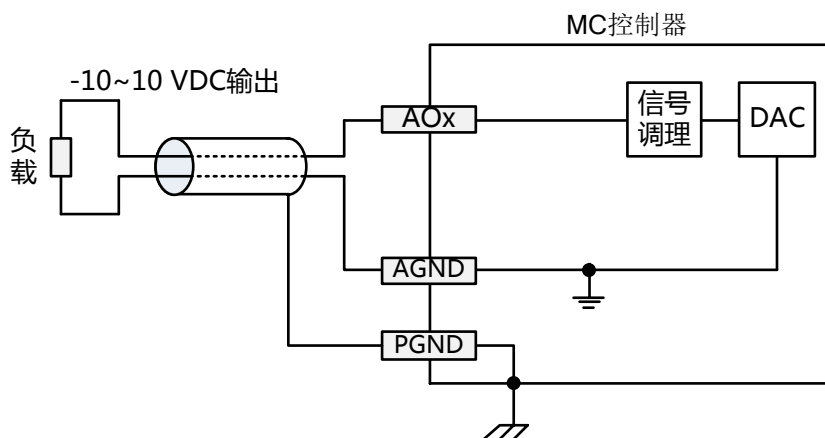 MC控制器
-10~10 VDC输出
负
载
AOx
信号
调理
DAC
AGND
PGND